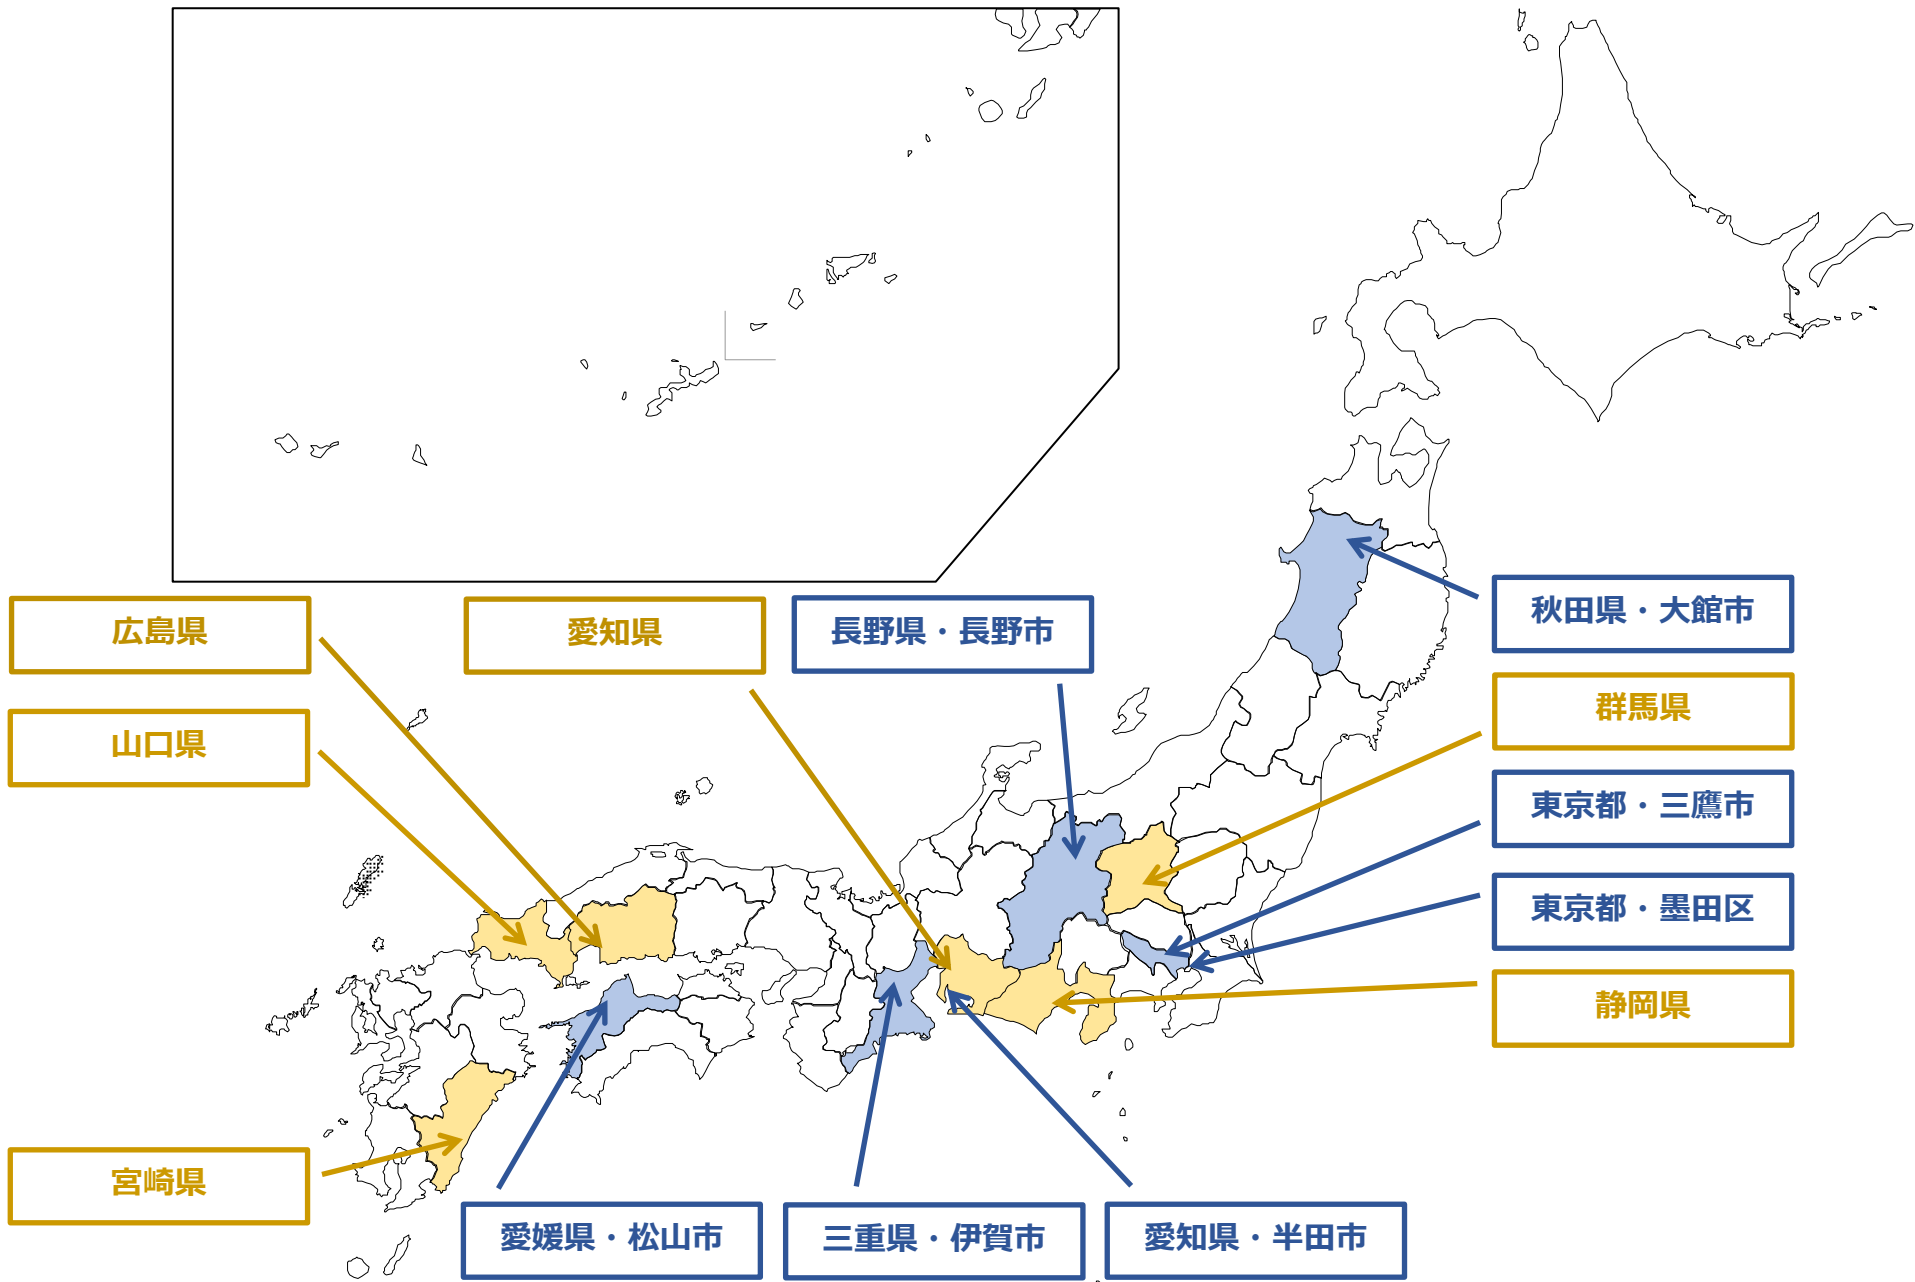 秋田県・大館市
広島県
愛知県
長野県・長野市
群馬県
山口県
東京都・三鷹市
東京都・墨田区
静岡県
宮崎県
愛媛県・松山市
三重県・伊賀市
愛知県・半田市